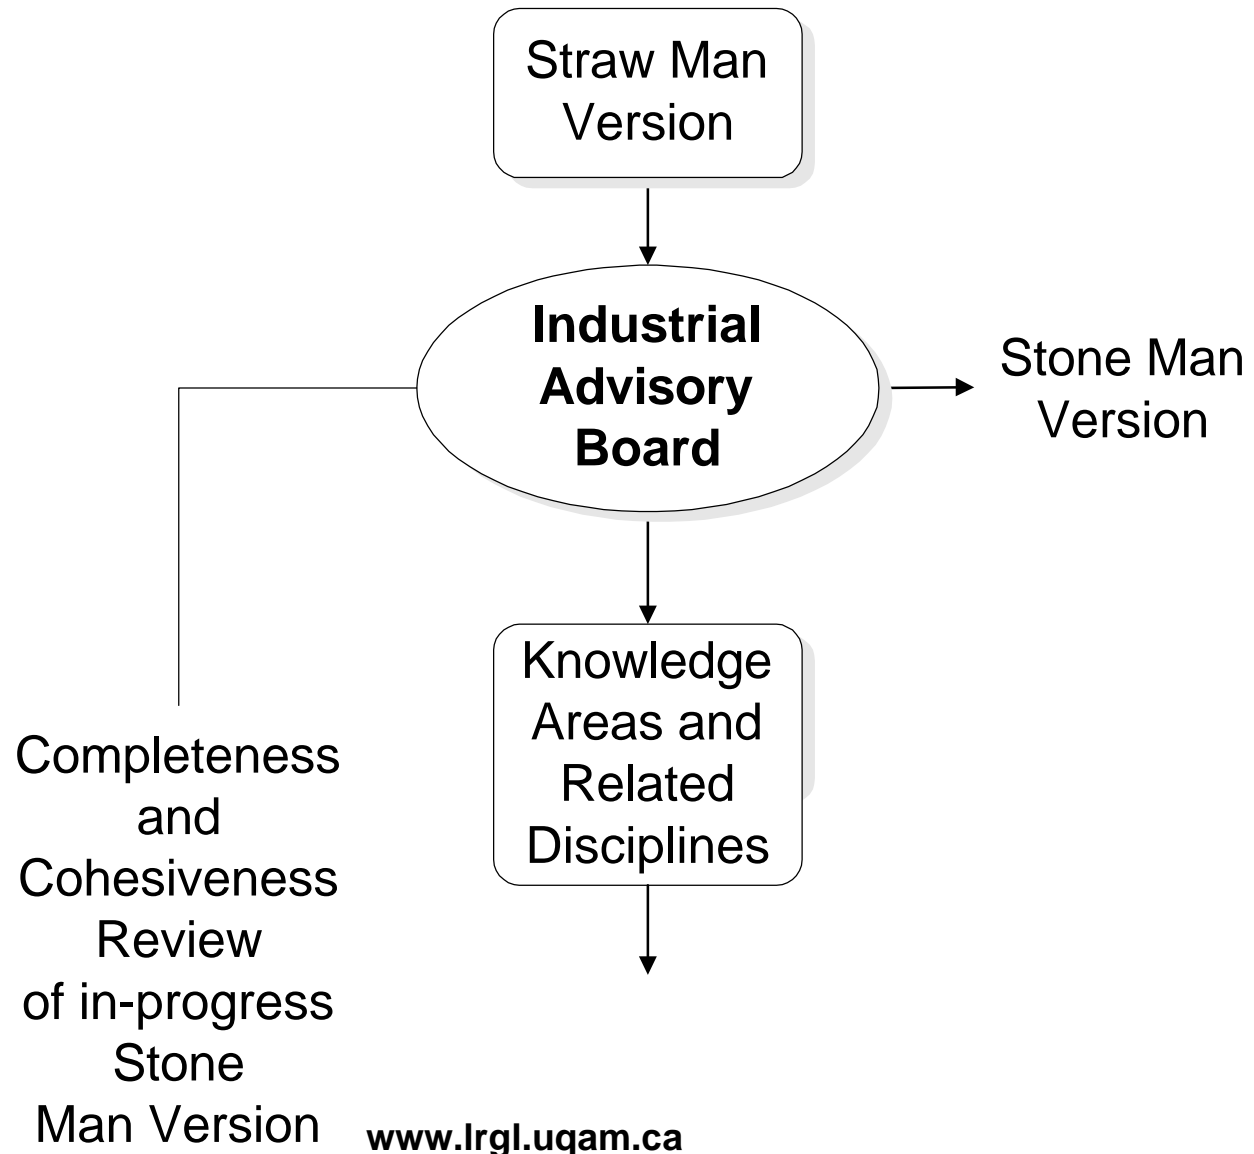 Straw Man
Version
Industrial
Advisory
Board
Stone Man
Version
Knowledge
Areas and
Related
Disciplines
Completeness
and
Cohesiveness
Review
of in-progress
Stone
Man Version
www.lrgl.uqam.ca